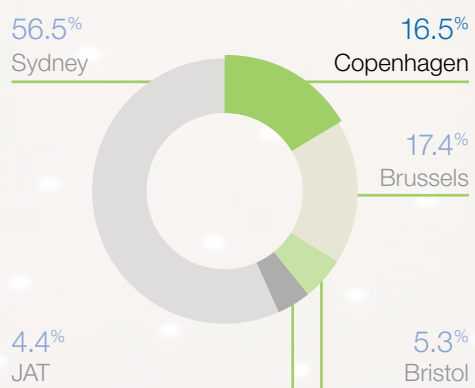 56.5%
Sydney
16.5%
Copenhagen
17.4%
Brussels
4.4%
JAT
5.3%
Bristol